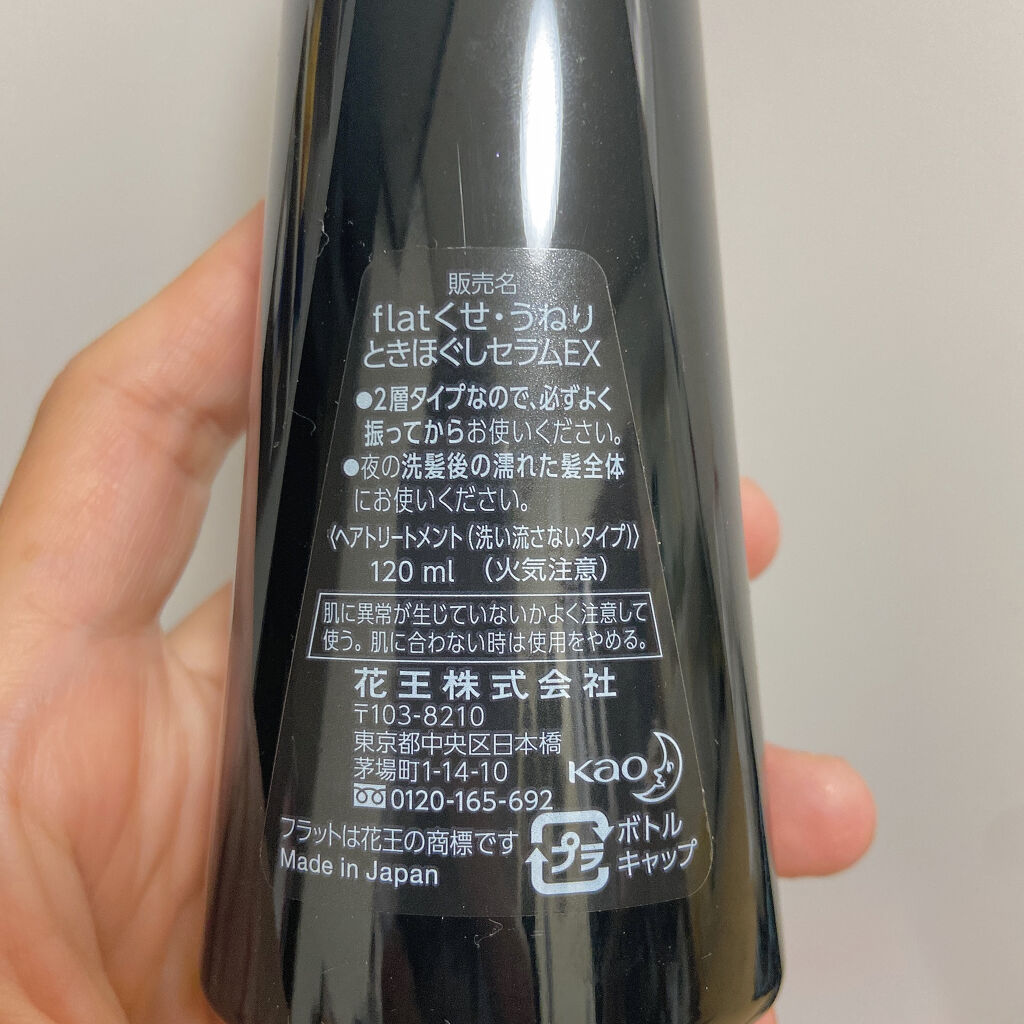 販売名
flatくせ・うねり
ときほぐしセラムEX
●2層タイプなので、必ずよく
振ってからお使いください。
●夜の洗髪後の濡れた髪全体
にお使いください。
《ヘアトリートメント(洗い流さないタイプ)》
120 ml (火気注意)
肌に異常が生じていないかよく注意して
使う。肌に合わない時は使用をやめる。
花王株式会社
〒103-8210
東京都中央区日本橋
茅場町1-14-10
0120-165-692
Kao
フラットは花王の商標です
Made in Japan
プラ
ボトル
キャップ